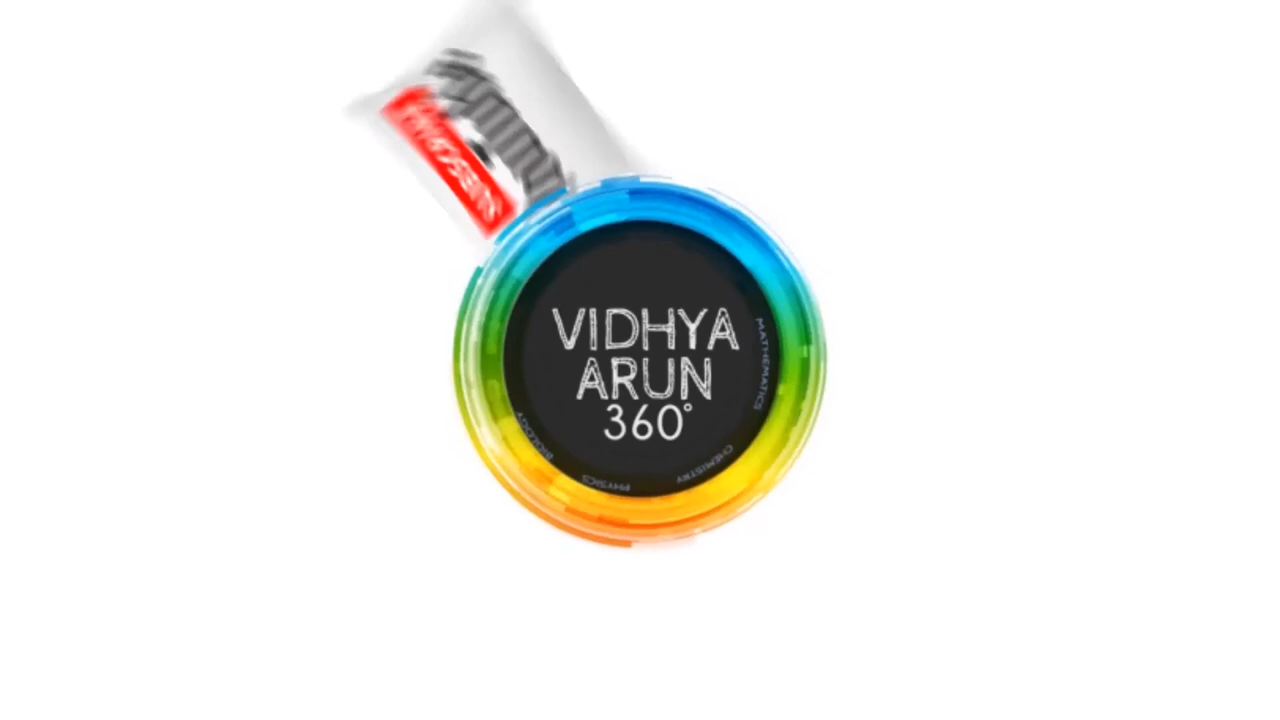 VIDHYA
ARUN
360°
MATHEMATICS
CHEMISTRY
PHYSICS
BIOLOGY